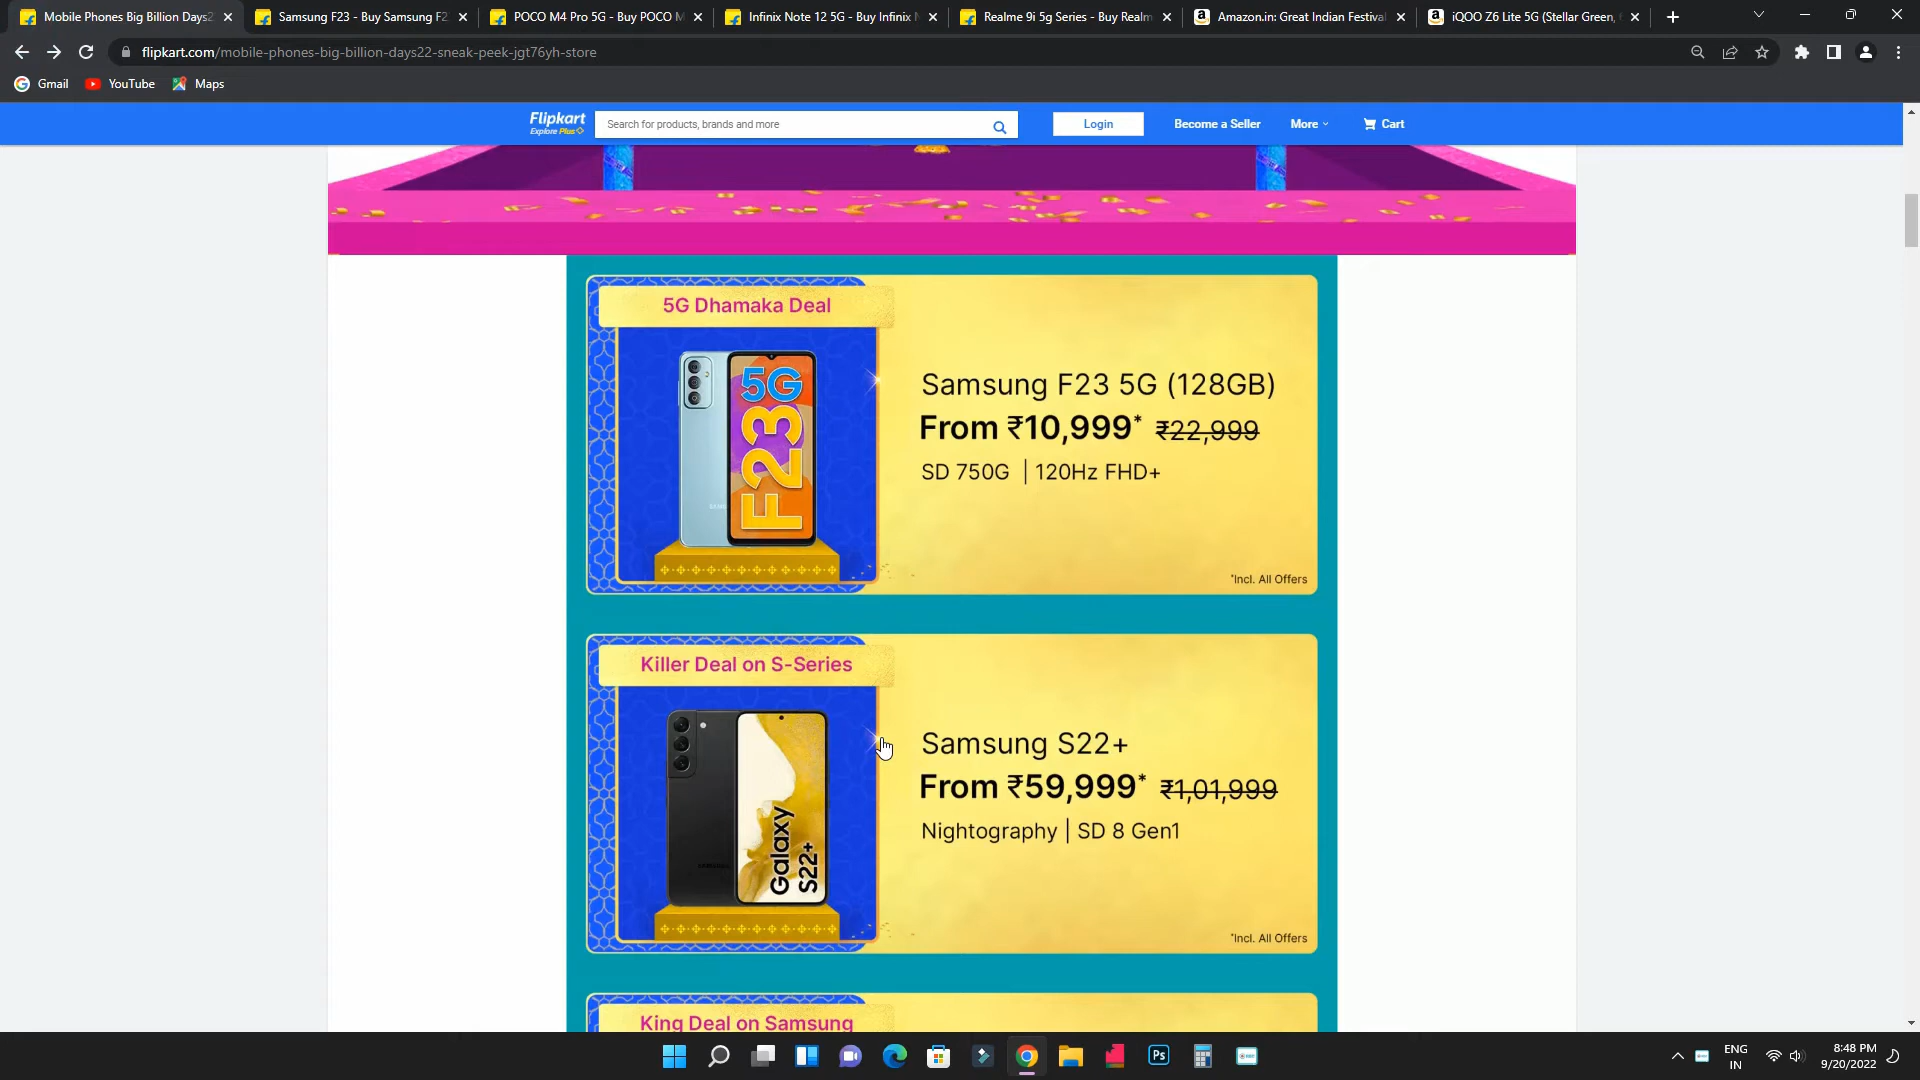 Mobile Phones Big Billion Days2
Samsung F23 - Buy Samsung F2
POCO M4 Pro 5G - Buy POCO M
Infinix Note 12 5G - Buy Infinix N
Realme 9i 5g Series - Buy Realm
Amazon.in: Great Indian Festival
iQOO Z6 Lite 5G (Stellar Green,
flipkart.com/mobile-phones-big-billion-days22-sneak-peek-jgt76yh-store
Gmail
YouTube
Maps
Flipkart
Explore Plus
Search for products, brands and more
Login
Become a Seller
More
Cart
5G Dhamaka Deal
5G
F23
Samsung F23 5G (128GB)
From ₹10,999* ₹22,999
SD 750G | 120Hz FHD+
*Incl. All Offers
Killer Deal on S-Series
Galaxy
S22+
Samsung S22+
From ₹59,999* ₹1,01,999
Nightography | SD 8 Gen1
*Incl. All Offers
King Deal on Samsung
Ps
ENG
IN
8:48 PM
9/20/2022